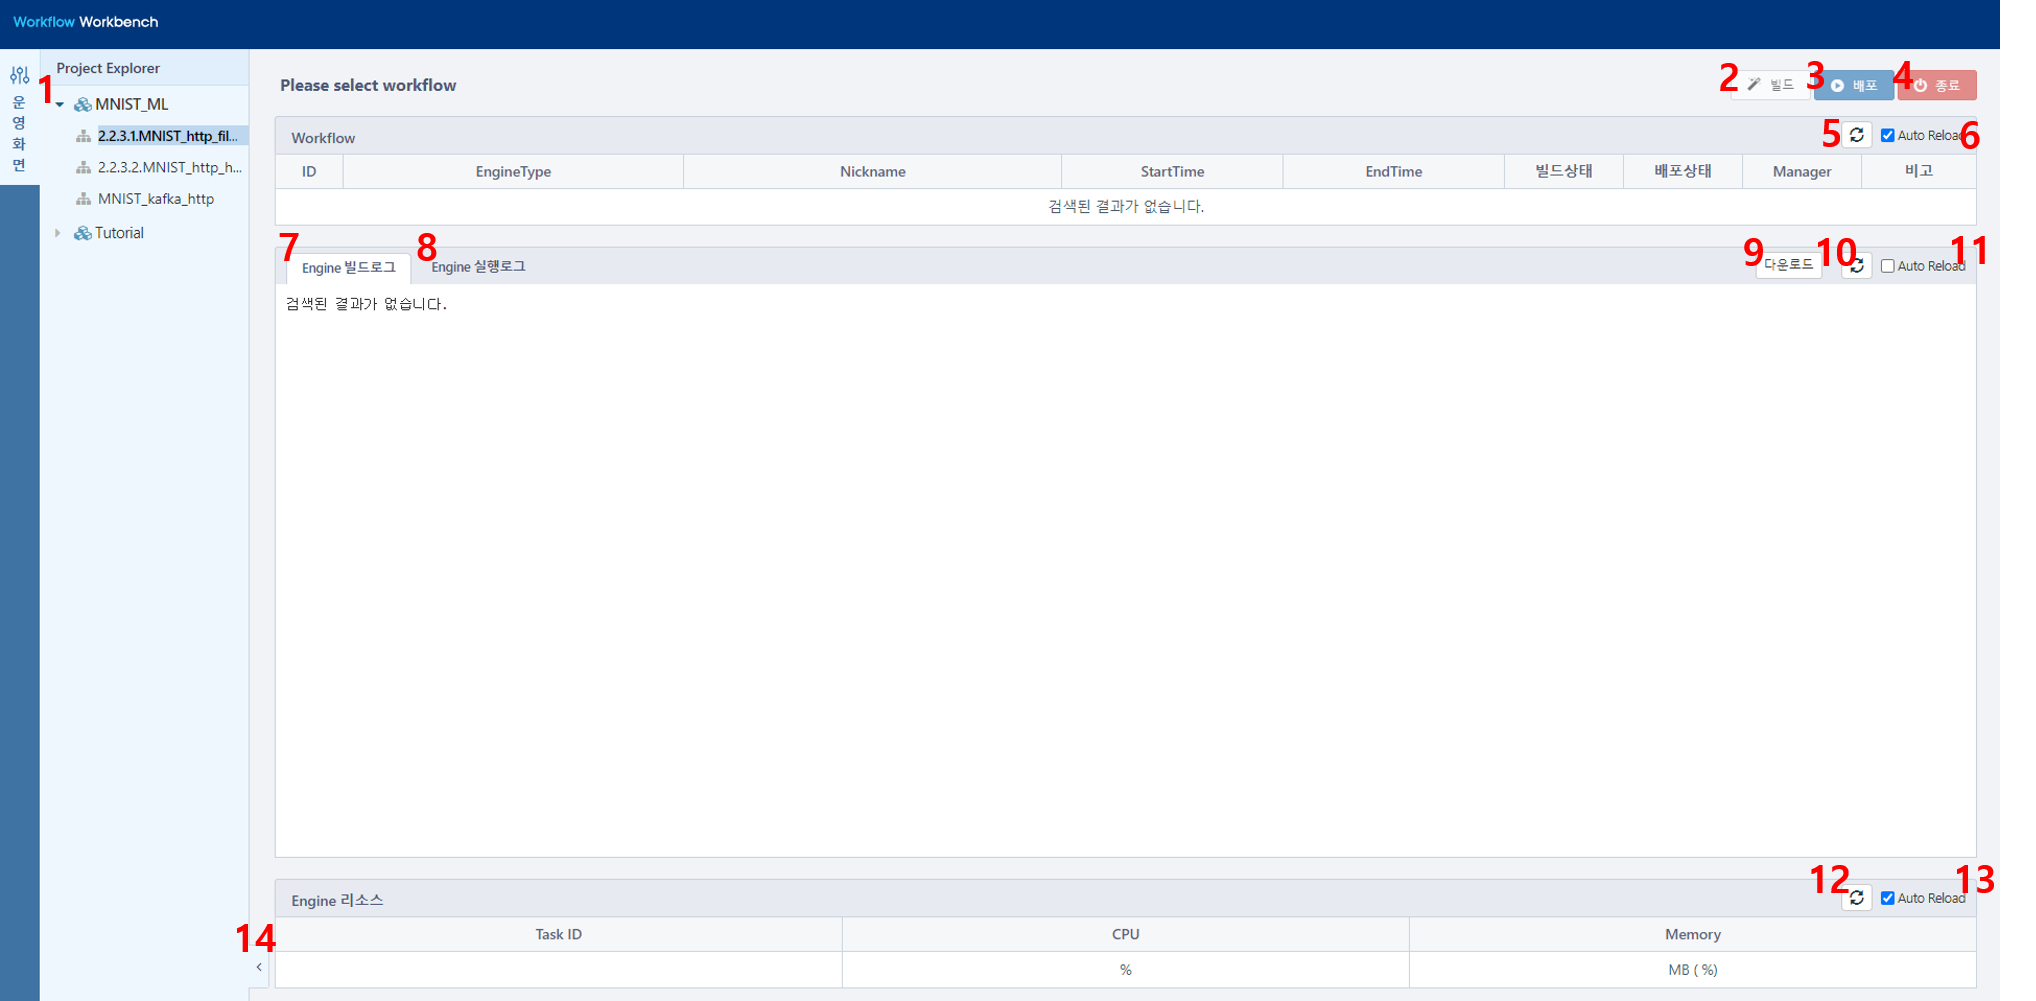 Workflow Workbench
운
영
화
면
1
Project Explorer
MNIST_ML
2.2.3.1.MNIST_http_fil...
2.2.3.2.MNIST_http_h...
MNIST_kafka_http
Tutorial
Please select workflow
2 빌드 3 배포 4 종료
Workflow 5 Auto Reload 6
ID EngineType Nickname StartTime EndTime 빌드상태 배포상태 Manager 비고
검색된 결과가 없습니다.
7 Engine 빌드로그 8 Engine 실행로그 9 다운로드 10 Auto Reload 11
검색된 결과가 없습니다.
Engine 리소스 12 Auto Reload 13
14 Task ID CPU Memory
% MB ( %)